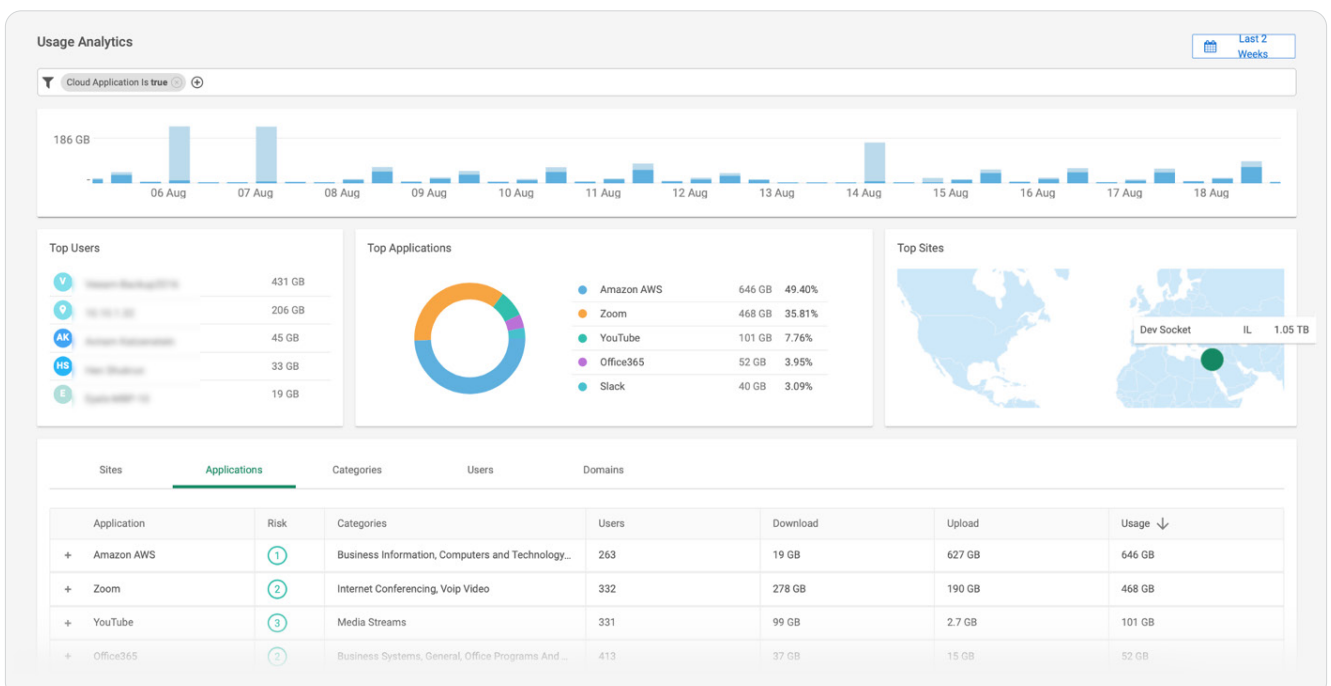 Usage Analytics
Last 2
Weeks
Cloud Application Is true
186 GB
-
06 Aug 07 Aug 08 Aug 09 Aug 10 Aug 11 Aug 12 Aug 13 Aug 14 Aug 15 Aug 16 Aug 17 Aug 18 Aug
Top Users
V 431 GB
206 GB
AK 45 GB
HS 33 GB
E 19 GB
Top Applications
Amazon AWS 646 GB 49.40%
Zoom 468 GB 35.81%
YouTube 101 GB 7.76%
Office365 52 GB 3.95%
Slack 40 GB 3.09%
Top Sites
Dev Socket IL 1.05 TB
Sites Applications Categories Users Domains
Application Risk Categories Users Download Upload Usage
+ Amazon AWS 1 Business Information, Computers and Technology... 263 19 GB 627 GB 646 GB
+ Zoom 2 Internet Conferencing, Voip Video 332 278 GB 190 GB 468 GB
+ YouTube 3 Media Streams 331 99 GB 2.7 GB 101 GB
+ Office365 2 Business Systems, General, Office Programs And ... 413 37 GB 15 GB 52 GB